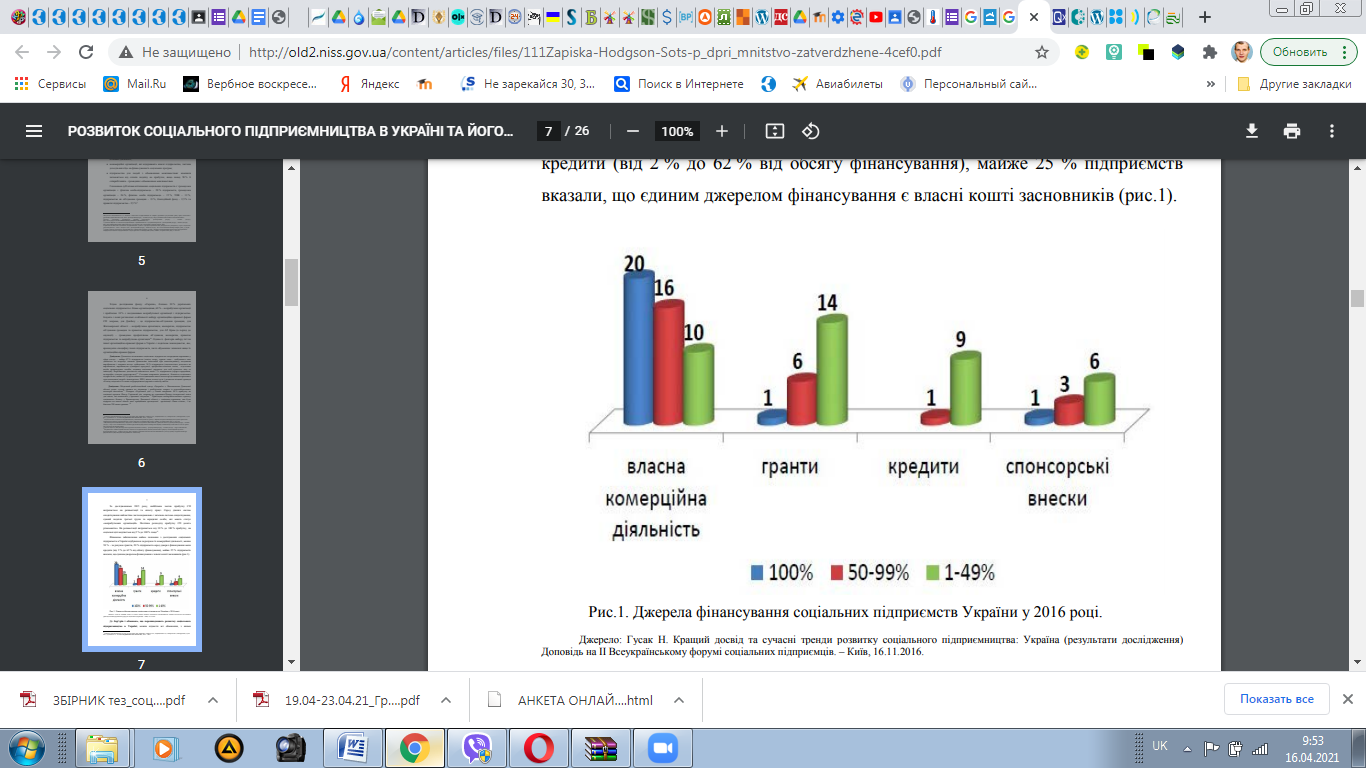 Не защищено
http://old2.niss.gov.ua/content/articles/files/111Zapiska-Hodgson-Sots-p_dpri_mnitstvo-zatverdzhene-4cef0.pdf
Обновить
Сервисы
Mail.Ru
Вербное воскресе...
Яндекс
Не зарекайся 30, 3...
Поиск в Интернете
Авиабилеты
Персональный сай...
»
Другие закладки
РОЗВИТОК СОЦІАЛЬНОГО ПІДПРИЄМНИЦТВА В УКРАЇНІ ТА ЙОГО...
7 / 26
100%
5
6
7
кредити (від 2 % до 62 % від обсягу фінансування), майже 25 % підприємств
вказали, що єдиним джерелом фінансування є власні кошті засновників (рис.1).
20
16
10
1
6
14
1
9
1
3
6
власна
комерційна
діяльність
гранти
кредити
спонсорські
внески
100%
50-99%
1-49%
Рис.1. Джерела фінансування соціальних підприємств України у 2016 році.
Джерело: Гусак Н. Кращий досвід та сучасні тренди розвитку соціального підприємництва: Україна (результати дослідження)
Доповідь на ІІ Всеукраїнському форумі соціальних підприємців. – Київ, 16.11.2016.
ЗБІРНИК тез_соц....pdf
19.04-23.04.21_Гр....pdf
АНКЕТА ОНЛАЙ....html
Показать все
UK
9:53
16.04.2021